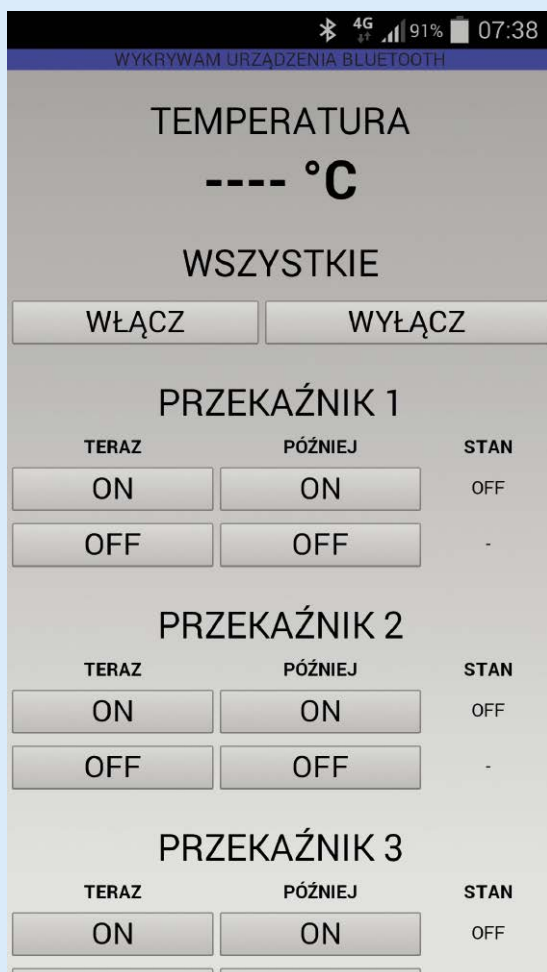 4G 91% 07:38
WYKRYWAM URZĄDZENIA BLUETOOTH
TEMPERATURA
---- °C
WSZYSTKIE
WŁĄCZ WYŁĄCZ
PRZEKAŹNIK 1
TERAZ PÓŹNIEJ STAN
ON ON OFF
OFF OFF -
PRZEKAŹNIK 2
TERAZ PÓŹNIEJ STAN
ON ON OFF
OFF OFF -
PRZEKAŹNIK 3
TERAZ PÓŹNIEJ STAN
ON ON OFF